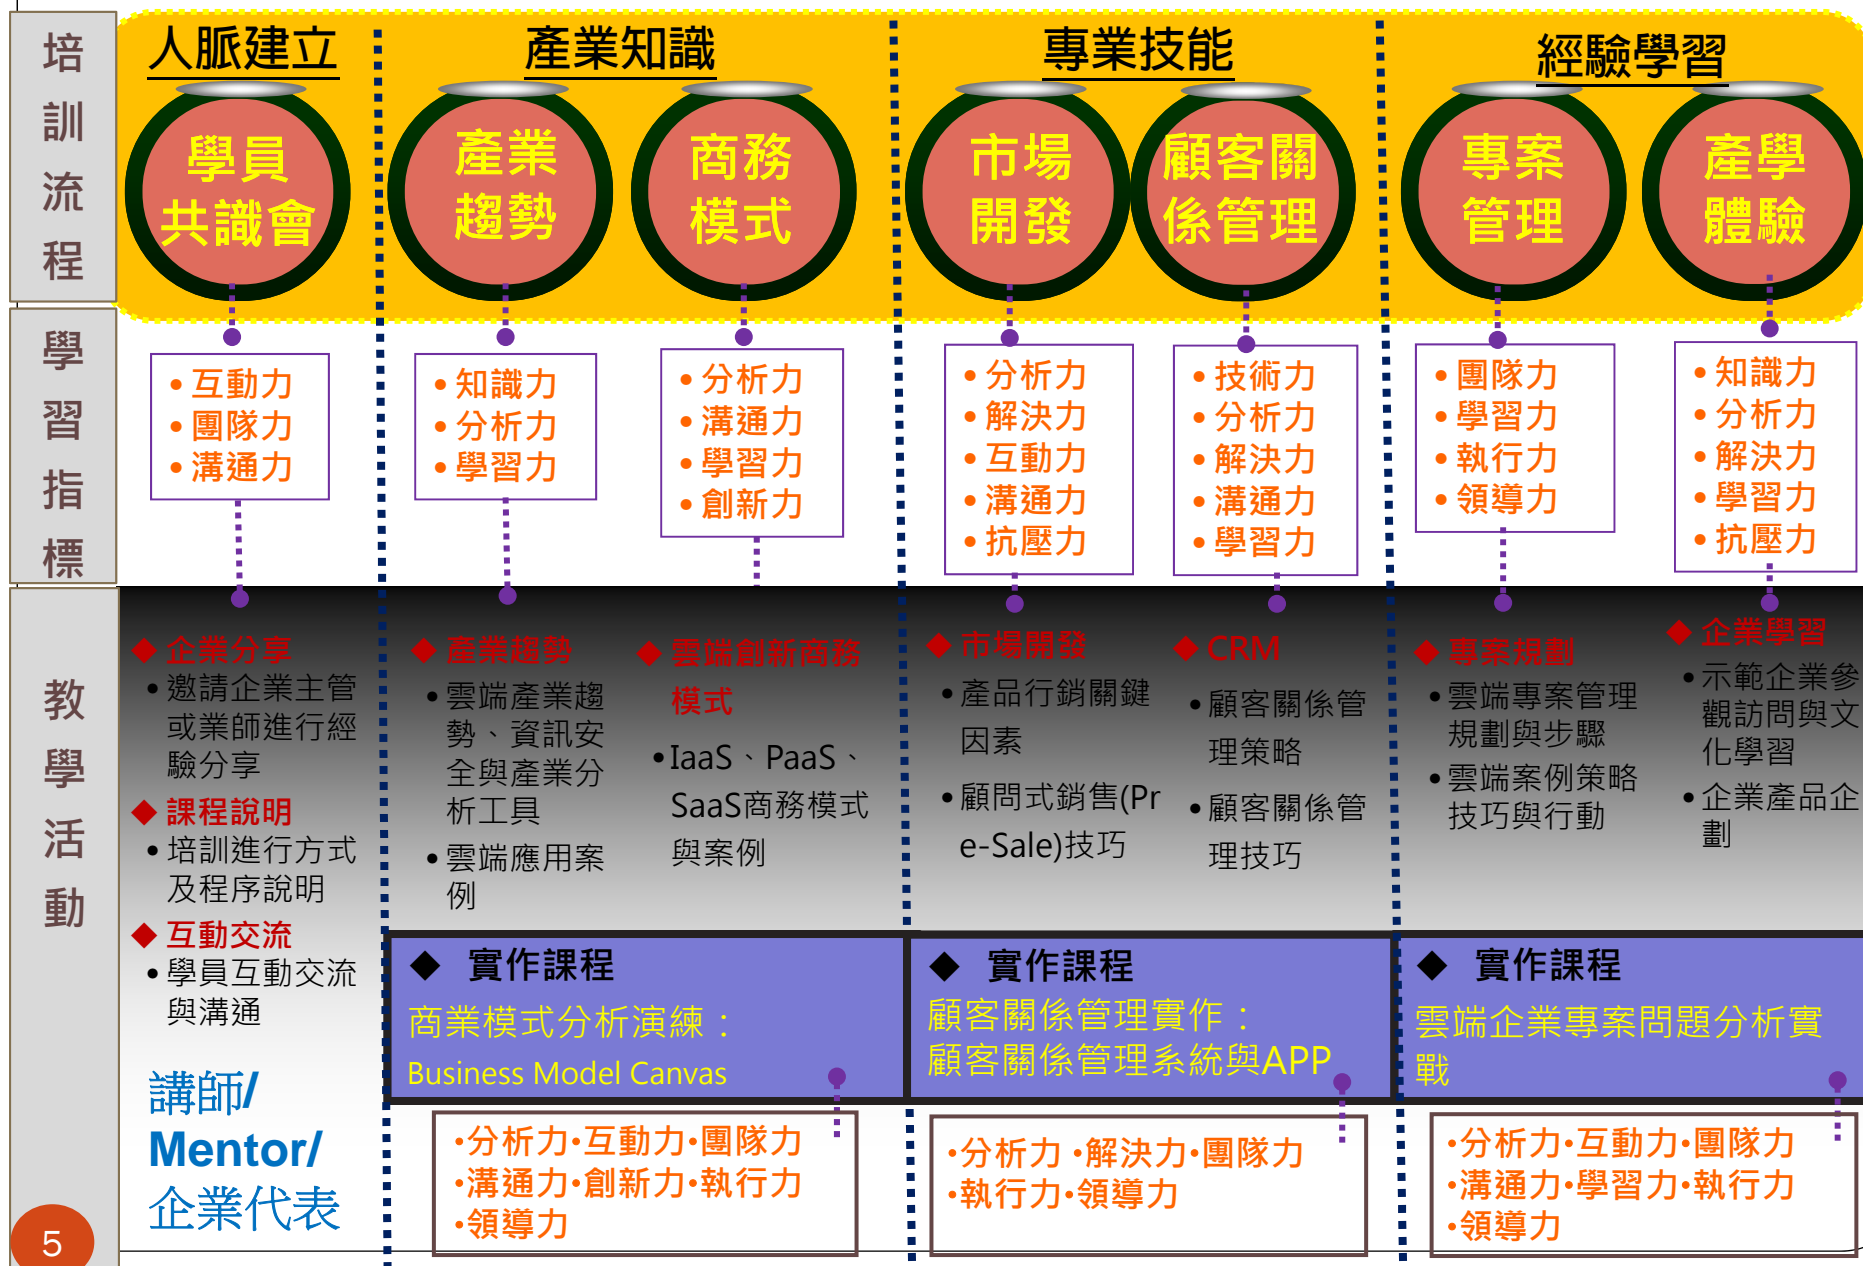 培
訓
流
程
人脈建立
產業知識
專業技能
經驗學習
學員
共識會
產業
趨勢
商務
模式
市場
開發
顧客關
係管理
專案
管理
產學
體驗
學
習
指
標
•互動力
•團隊力
•溝通力
•知識力
•分析力
•學習力
•分析力
•溝通力
•學習力
•創新力
•分析力
•解決力
•互動力
•溝通力
•抗壓力
•技術力
•分析力
•解決力
•溝通力
•學習力
•團隊力
•學習力
•執行力
•領導力
•知識力
•分析力
•解決力
•學習力
•抗壓力
教
學
活
動
◆ 企業分享
•邀請企業主管
或業師進行經
驗分享
◆ 課程說明
•培訓進行方式
及程序說明
◆ 互動交流
•學員互動交流
與溝通
講師/
Mentor/
企業代表
◆ 產業趨勢
•雲端產業趨
勢、資訊安
全與產業分
析工具
•雲端應用案
例
◆ 雲端創新商務
模式
•IaaS、PaaS、
SaaS商務模式
與案例
◆ 市場開發
•產品行銷關鍵
因素
•顧問式銷售(Pr
e-Sale)技巧
◆ CRM
•顧客關係管
理策略
•顧客關係管
理技巧
◆ 專案規劃
•雲端專案管理
規劃與步驟
•雲端案例策略
技巧與行動
◆ 企業學習
•示範企業參
觀訪問與文
化學習
•企業產品企
劃
◆ 實作課程
商業模式分析演練：
Business Model Canvas
◆ 實作課程
顧客關係管理實作：
顧客關係管理系統與APP
◆ 實作課程
雲端企業專案問題分析實
戰
•分析力•互動力•團隊力
•溝通力•創新力•執行力
•領導力
•分析力 •解決力•團隊力
•執行力•領導力
•分析力•互動力•團隊力
•溝通力•學習力•執行力
•領導力
5